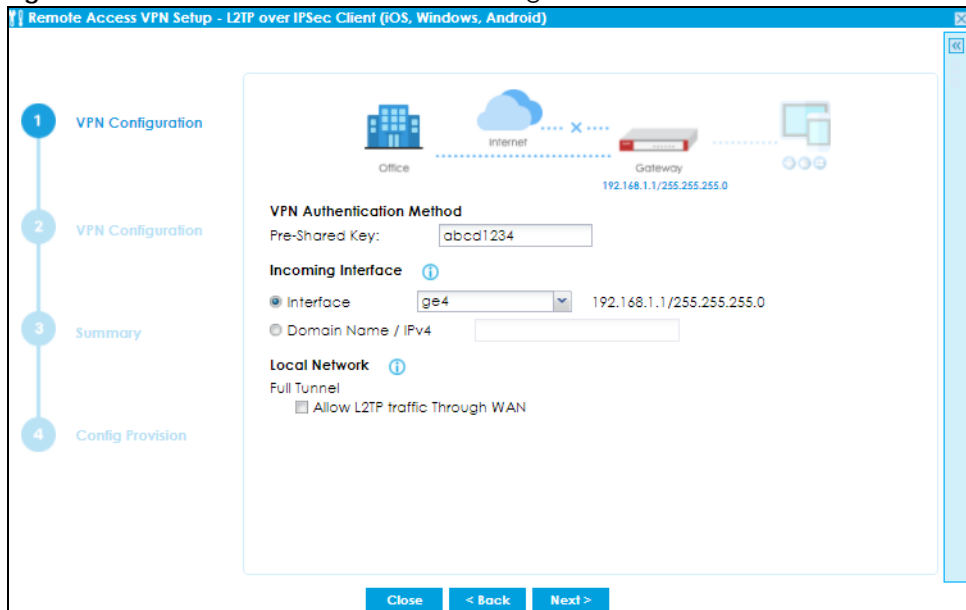 Remote Access VPN Setup - L2TP over IPSec Client (iOS, Windows, Android)
1 VPN Configuration
2 VPN Configuration
3 Summary
4 Config Provision
Office
Internet
Gateway
192.168.1.1/255.255.255.0
VPN Authentication Method
Pre-Shared Key: abcd1234
Incoming Interface
Interface ge4 192.168.1.1/255.255.255.0
Domain Name / IPv4
Local Network
Full Tunnel
Allow L2TP traffic Through WAN
Close < Back Next >